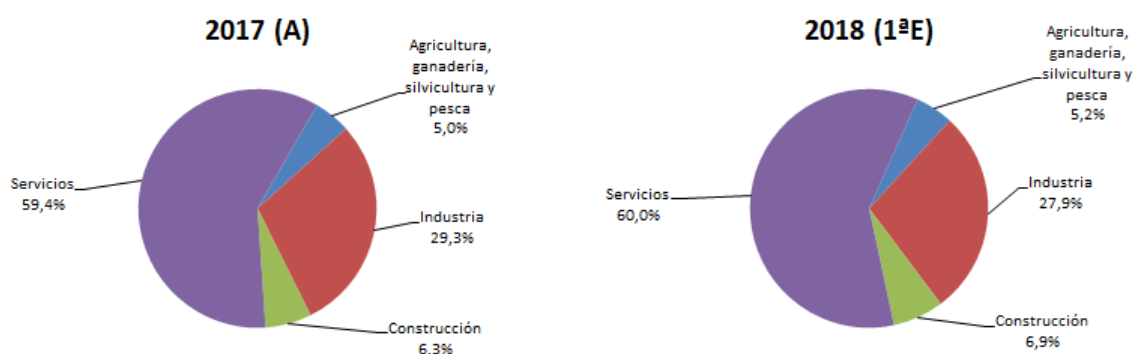 2017 (A)
Agricultura,
ganadería,
silvicultura y
pesca
5,0%
Servicios
59,4%
Industria
29,3%
Construcción
6,3%
2018 (1ªE)
Agricultura,
ganadería,
silvicultura y
pesca
5,2%
Servicios
60,0%
Industria
27,9%
Construcción
6,9%